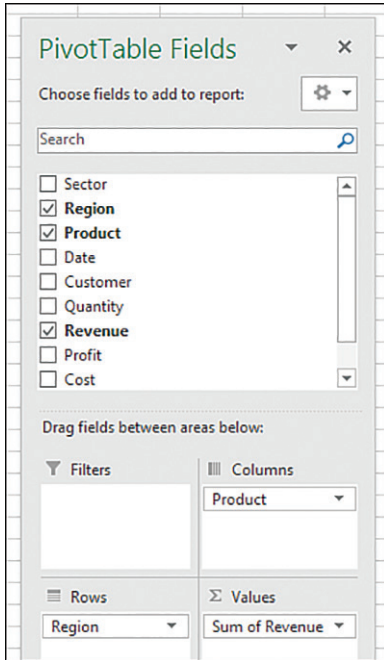 PivotTable Fields
Choose fields to add to report:
Search
Sector
Region
Product
Date
Customer
Quantity
Revenue
Profit
Cost
Drag fields between areas below:
Filters
Columns
Product
Rows
Σ Values
Region
Sum of Revenue